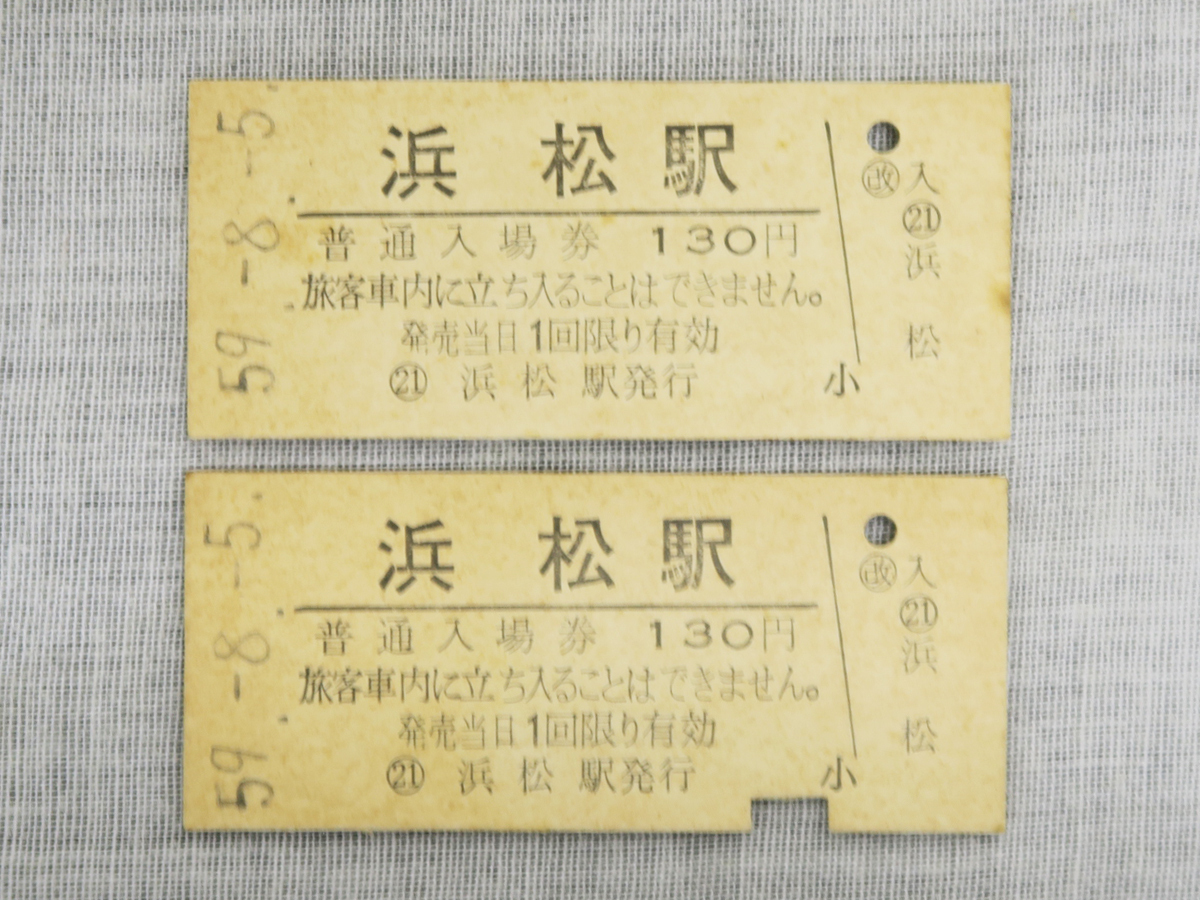 59.-8.-5.
浜松駅
普通入場券 130円
旅客車内に立ち入ることはできません。
発売当日1回限り有効
㉑ 浜松駅発行
小
改
入
㉑
浜松
59.-8.-5.
浜松駅
普通入場券 130円
旅客車内に立ち入ることはできません。
発売当日1回限り有効
㉑ 浜松駅発行
小
改
入
㉑
浜松